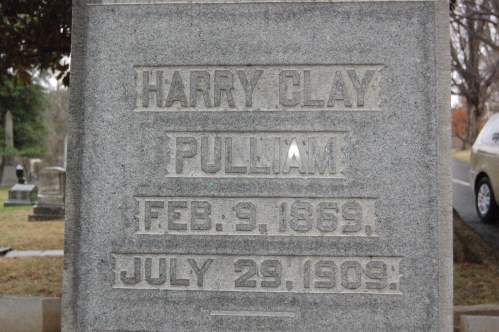 HARRY CLAY
PULLIAM
FEB. 9, 1869,
JULY 29, 1909.